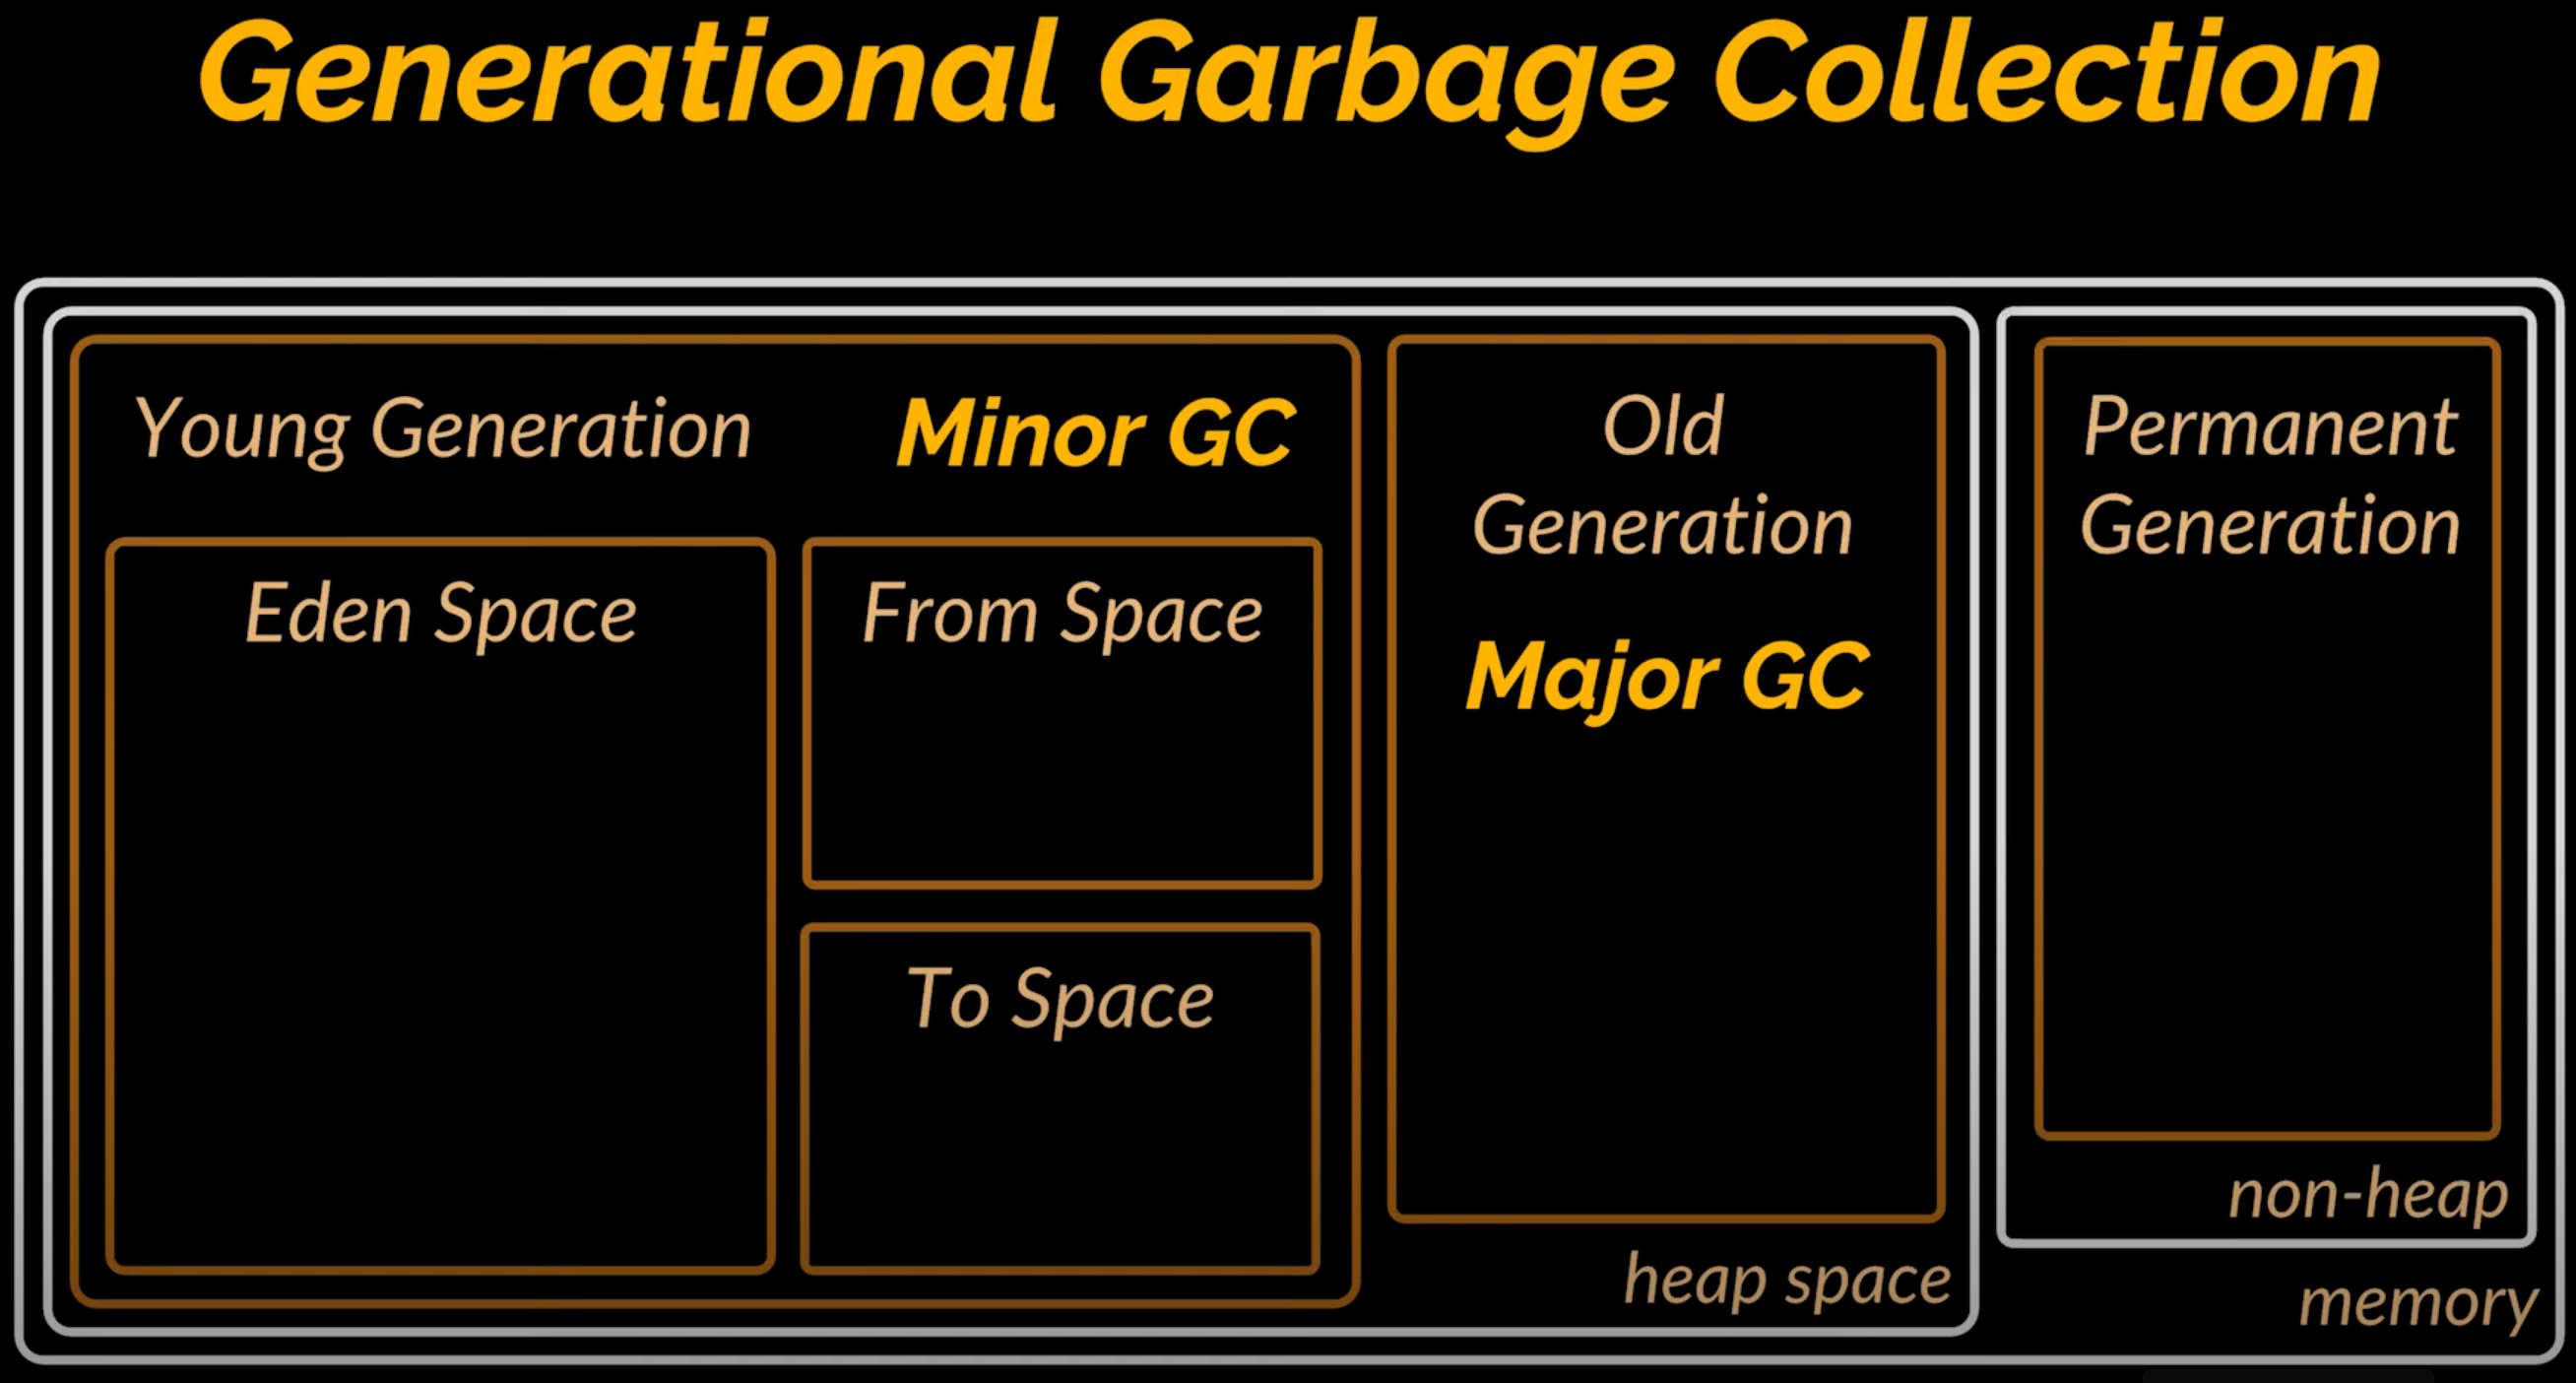 Generational Garbage Collection
Young Generation
Minor GC
Eden Space
From Space
To Space
Old
Generation
Major GC
heap space
Permanent
Generation
non-heap
memory